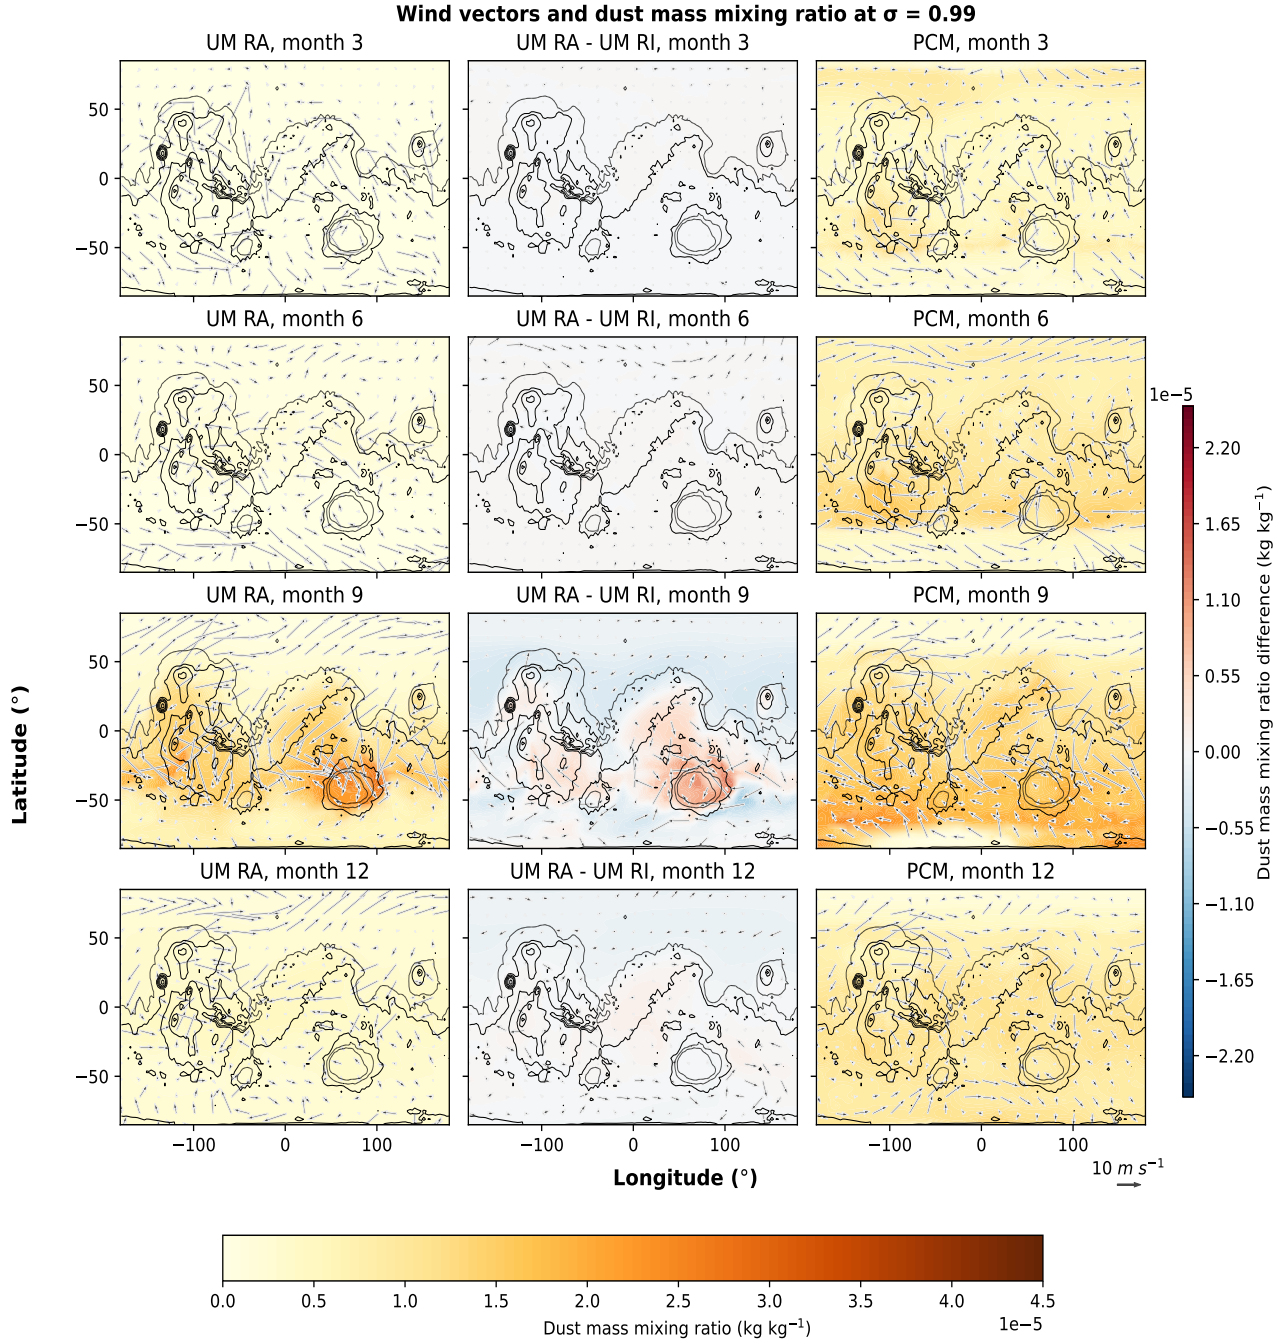 Wind vectors and dust mass mixing ratio at σ = 0.99
UM RA, month 3
UM RA - UM RI, month 3
PCM, month 3
50
0
−50
UM RA, month 6
UM RA - UM RI, month 6
PCM, month 6
50
0
−50
UM RA, month 9
UM RA - UM RI, month 9
PCM, month 9
50
0
−50
UM RA, month 12
UM RA - UM RI, month 12
PCM, month 12
50
0
−50
−100 0 100
−100 0 100
−100 0 100
Latitude (°)
Longitude (°)
10 m s⁻¹
1e−5
2.20
1.65
1.10
0.55
0.00
−0.55
−1.10
−1.65
−2.20
Dust mass mixing ratio difference (kg kg⁻¹)
0.0 0.5 1.0 1.5 2.0 2.5 3.0 3.5 4.0 4.5
1e−5
Dust mass mixing ratio (kg kg⁻¹)